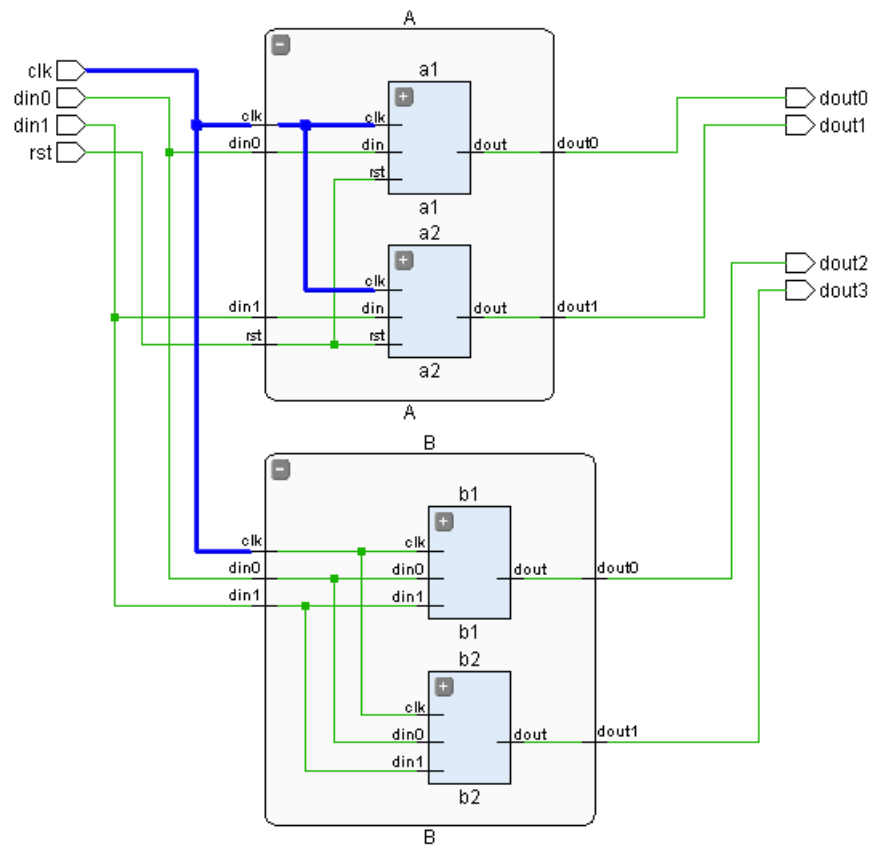 A
clk
din0
din1
rst
a1
clk
din0
clk
din
rst
dout
dout0
a1
a2
dout0
dout1
din1
rst
clk
din
rst
dout
dout1
a2
A
dout2
dout3
B
b1
clk
din0
din1
clk
din0
din1
dout
dout0
b1
b2
clk
din0
din1
dout
dout1
b2
B